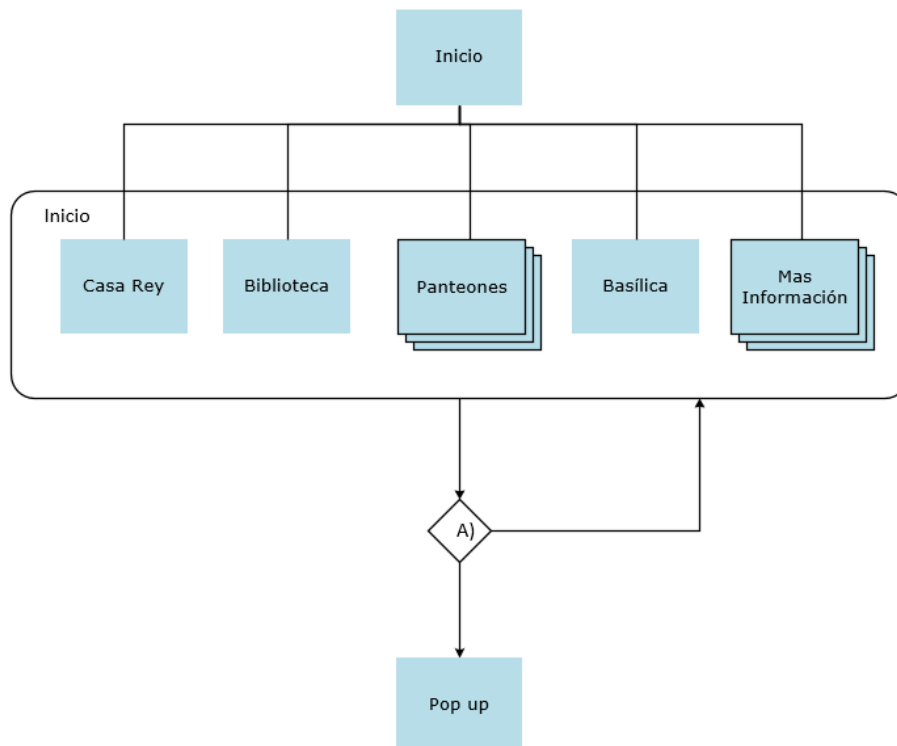 Inicio
Inicio
Casa Rey
Biblioteca
Panteones
Basílica
Mas
Información
A)
Pop up